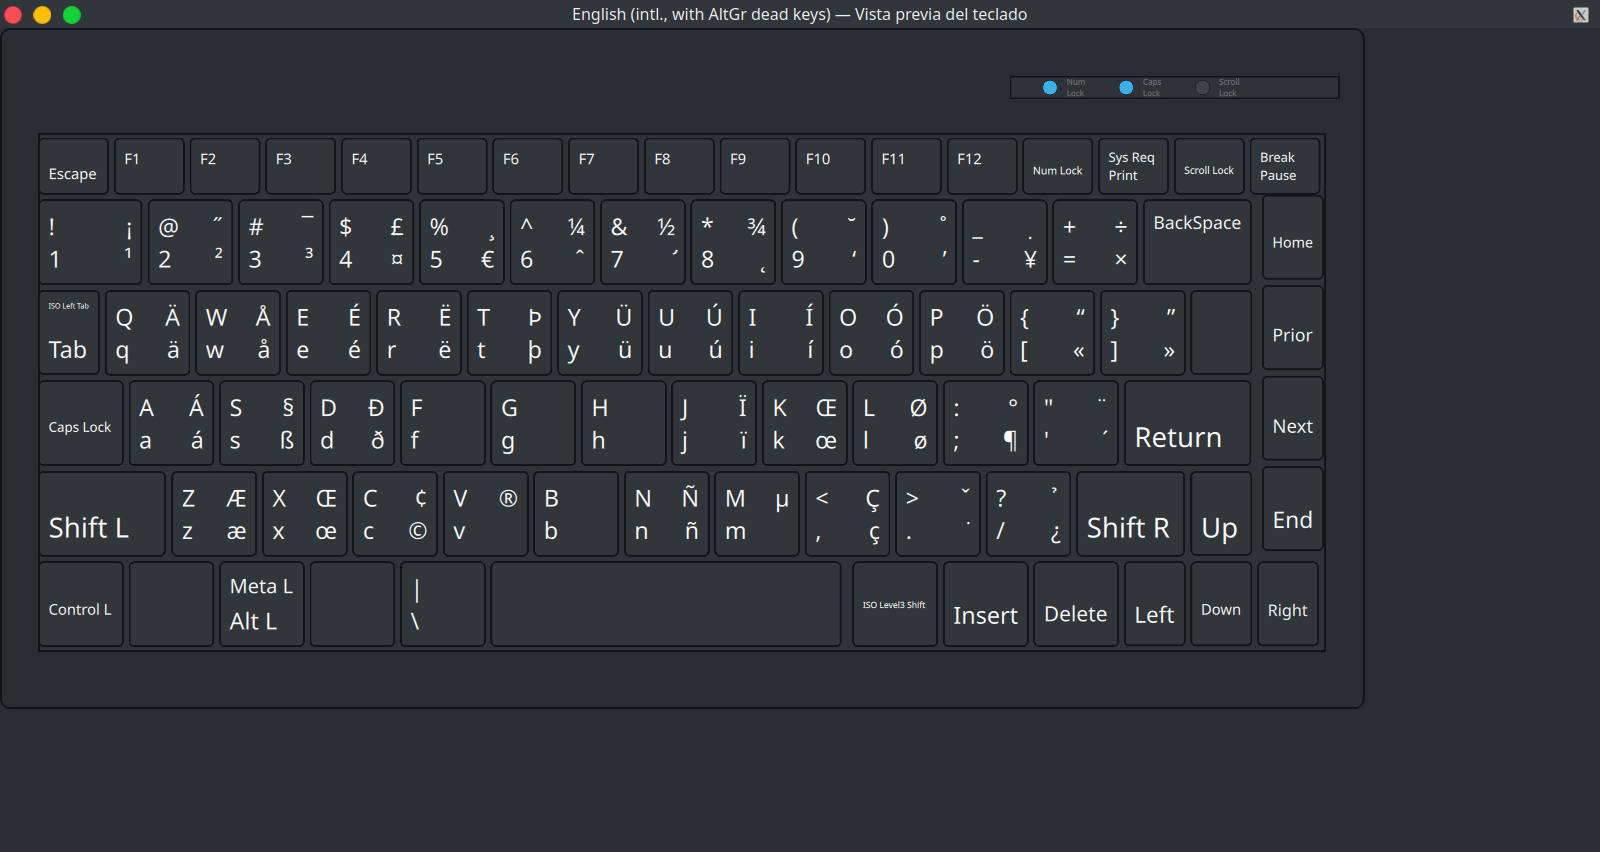 English (intl., with AltGr dead keys) — Vista previa del teclado
Num Lock Caps Lock Scroll Lock
Escape F1 F2 F3 F4 F5 F6 F7 F8 F9 F10 F11 F12 Num Lock Sys Req Print Scroll Lock Break Pause
! ¡ @ ˝ # ¯ $ £ % ¸ ^ ¼ & ½ * ¾ ( ˘ ) ° _ . + ÷ BackSpace
1 ¹ 2 ² 3 ³ 4 ¤ 5 € 6 ^ 7 ̛ 8 ˛ 9 ‘ 0 ’ - ¥ = ×
Home
ISO Left Tab
Q Ä W Å E É R Ë T Þ Y Ü U Ú I Í O Ó P Ö { “ } ”
Tab q ä w å e é r ë t þ y ü u ú i í o ó p ö [ « ] »
Prior
A Á S § D Ð F G H J Ï K Œ L Ø : ° " ¨
Caps Lock
a á s ß d ð f g h j ï k œ l ø ; ¶ ' ´ Return
Next
Z Æ X Œ C ¢ V ® B N Ñ M µ < Ç > ˇ ? ̉
Shift L z æ x œ c © v b n ñ m , ç . ˙ / ¿ Shift R Up
End
Meta L |
Control L Alt L \ ISO Level3 Shift Insert Delete Left Down Right